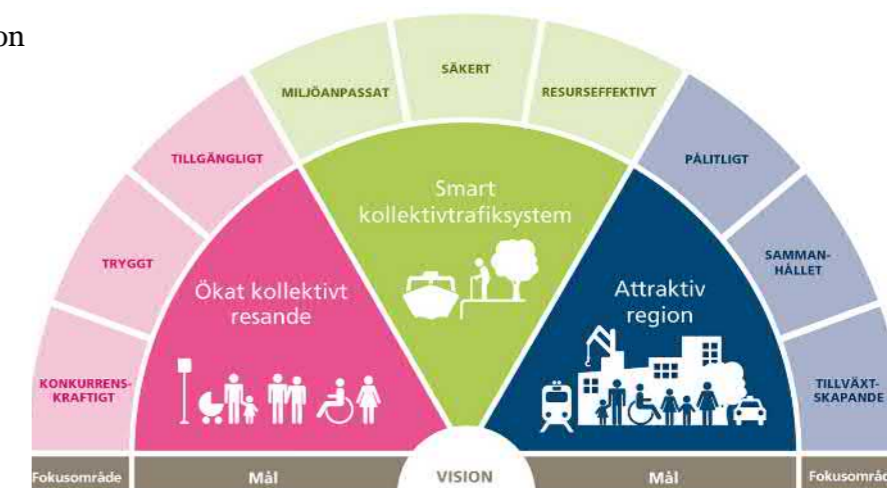 on
MILJÖANPASSAT
SÄKERT
RESURSEFFEKTIVT
TILLGÄNGLIGT
PÅLITLIGT
TRYGGT
SAMMAN-
HÅLLET
KONKURRENS-
KRAFTIGT
TILLVÄXT-
SKAPANDE
Smart
kollektivtrafiksystem
Ökat kollektivt
resande
Attraktiv
region
Fokusområde
Mål
VISION
Mål
Fokusområd